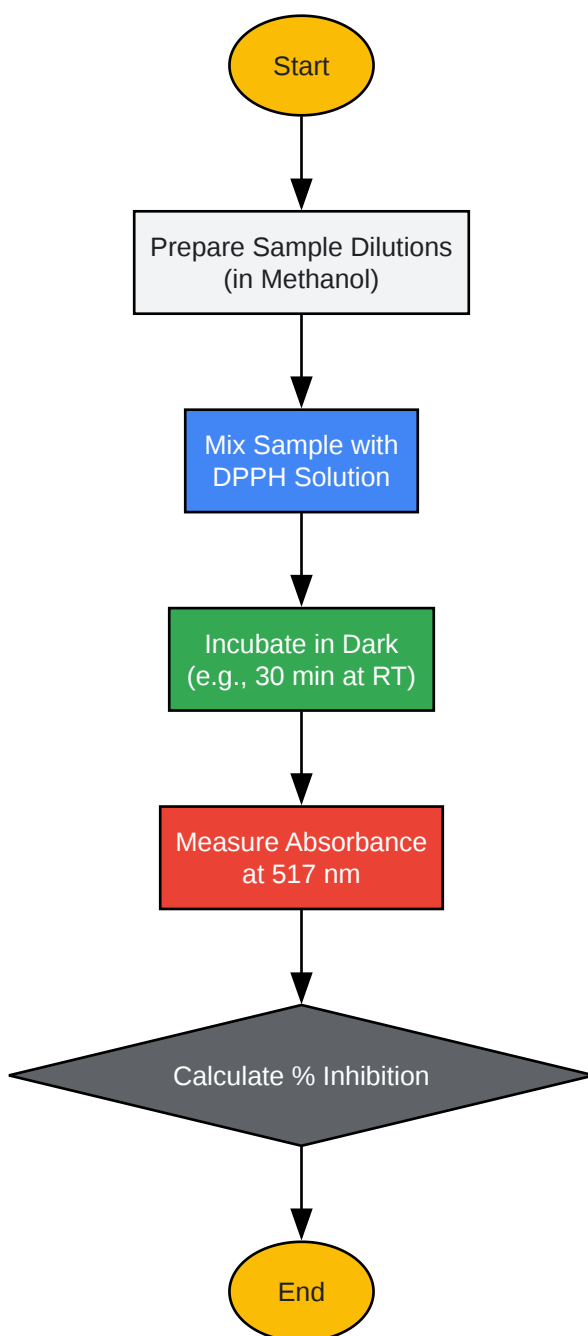 Start
Prepare Sample Dilutions
(in Methanol)
Mix Sample with
DPPH Solution
Incubate in Dark
(e.g., 30 min at RT)
Measure Absorbance
at 517 nm
Calculate % Inhibition
End